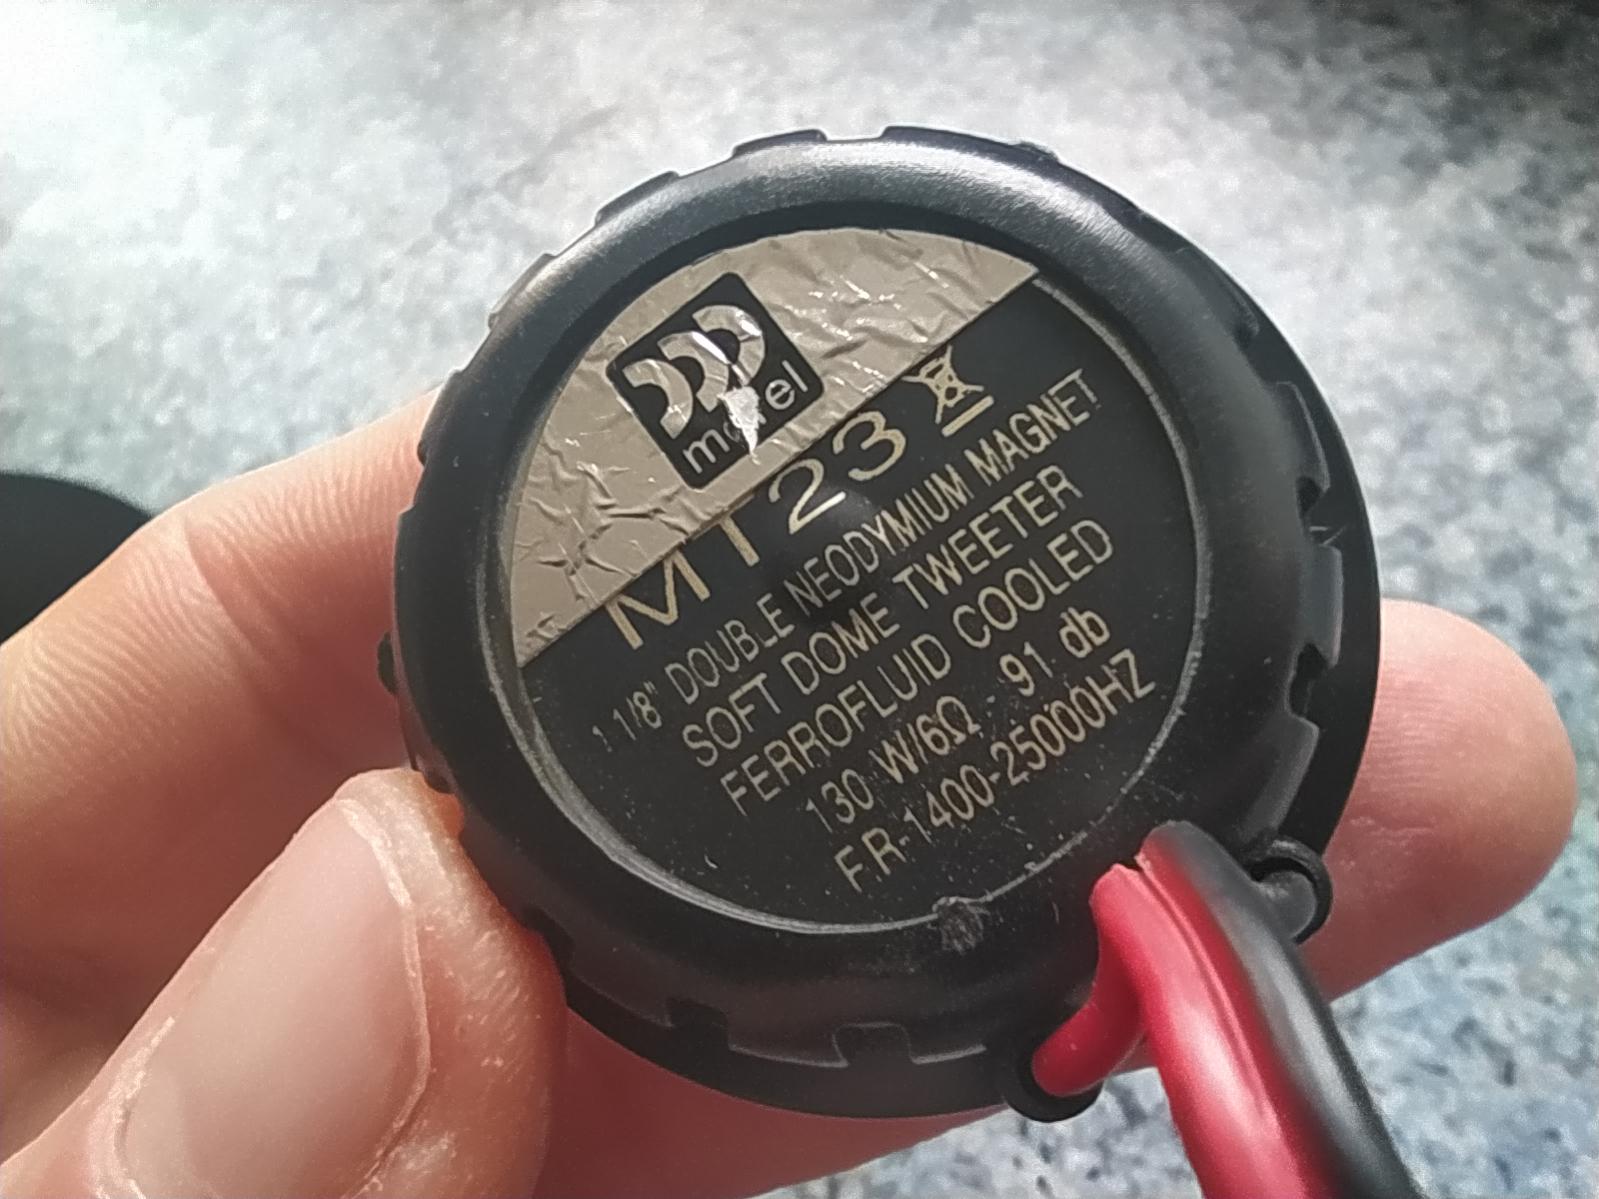 morel
MT23
1 1/8" DOUBLE NEODYMIUM MAGNET
SOFT DOME TWEETER
FERROFLUID COOLED
130 W/6Ω - 91 db
F.R-1400-25000HZ